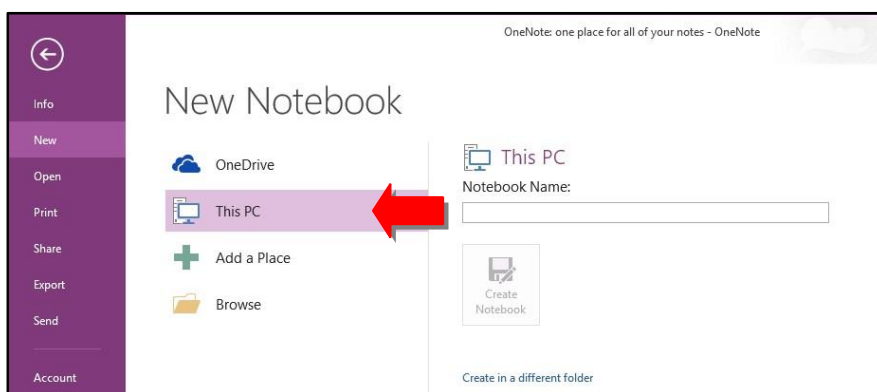 OneNote: one place for all of your notes - OneNote
Info
New
Open
Print
Share
Export
Send
Account
New Notebook
OneDrive
This PC
Add a Place
Browse
This PC
Notebook Name:
Create
Notebook
Create in a different folder